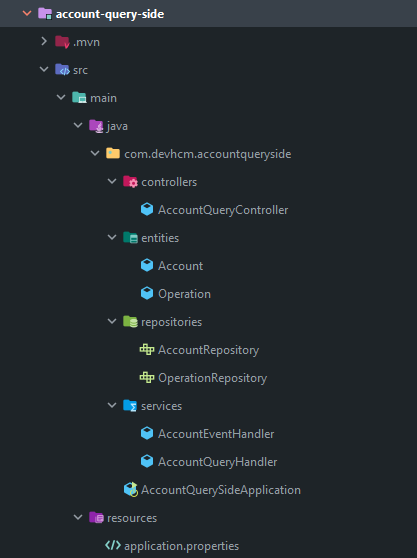 account-query-side
.mvn
src
main
java
com.devhcm.accountqueryside
controllers
AccountQueryController
entities
Account
Operation
repositories
AccountRepository
OperationRepository
services
AccountEventHandler
AccountQueryHandler
AccountQuerySideApplication
resources
application.properties